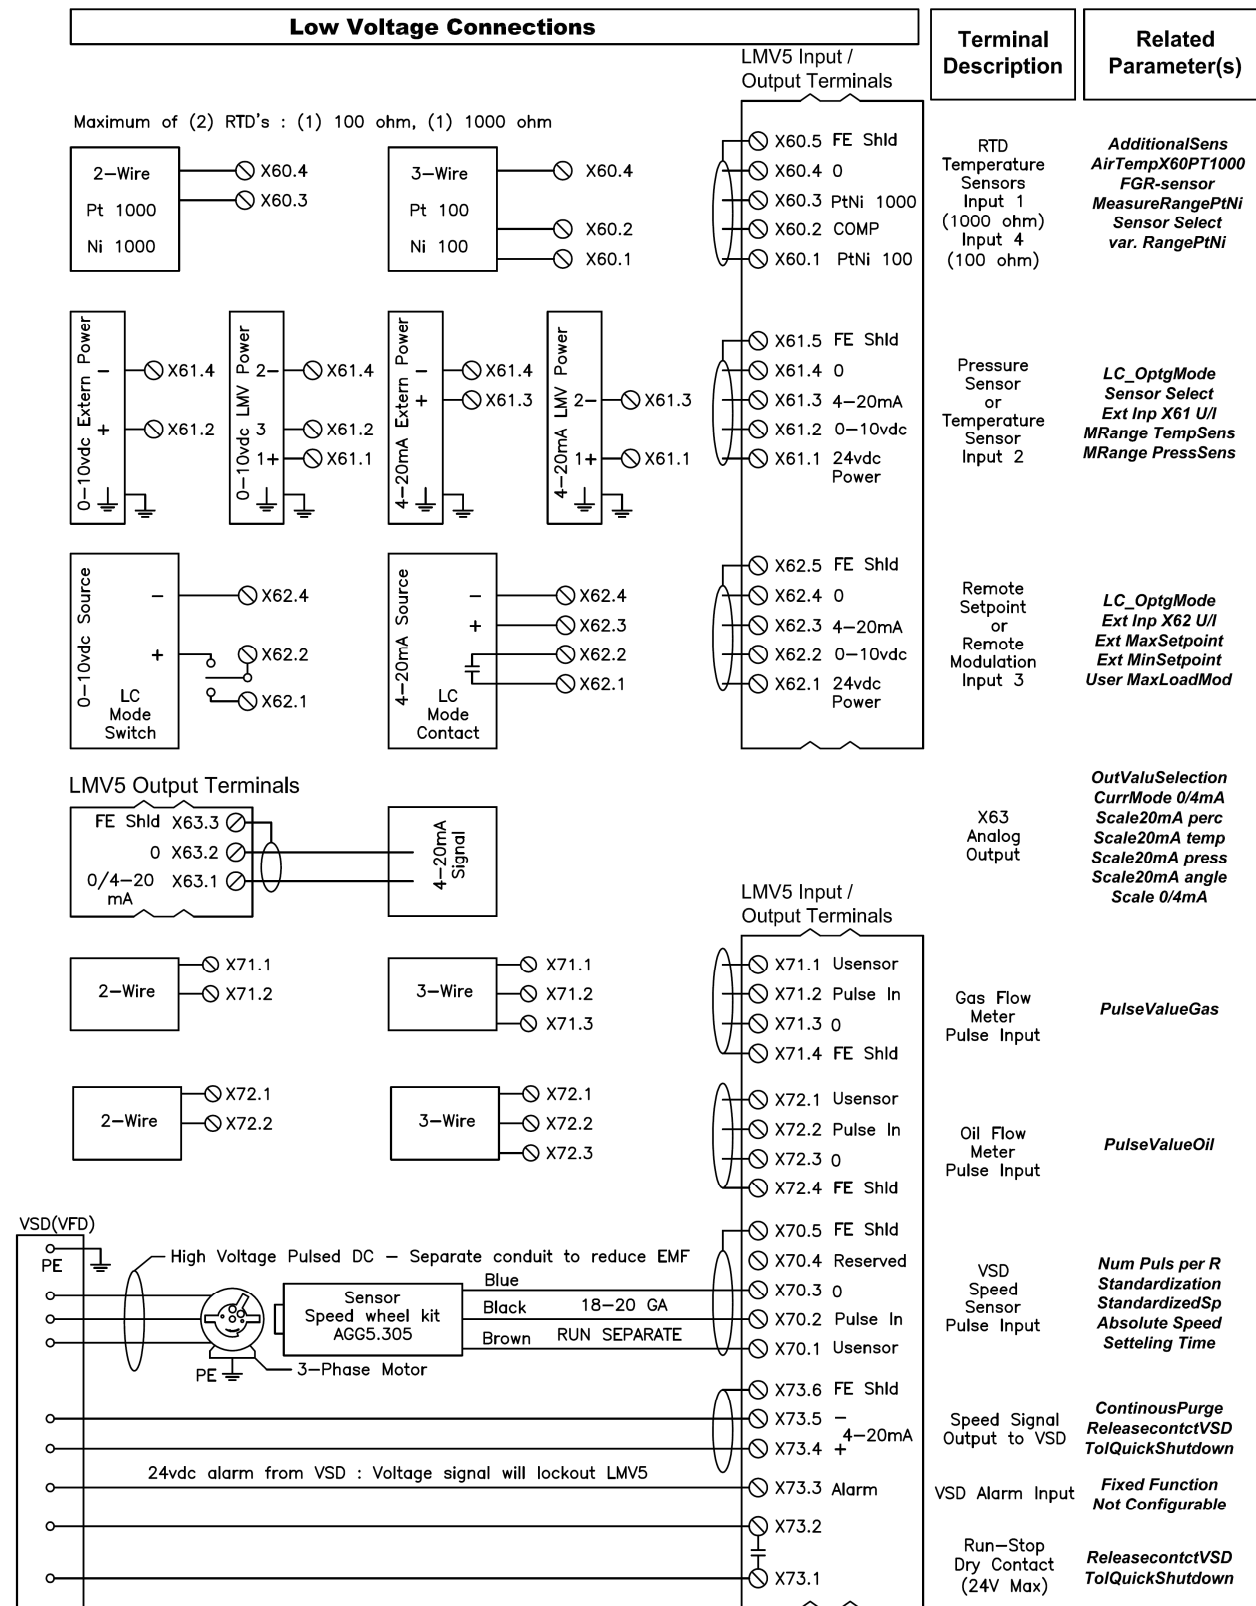 Low Voltage Connections
Terminal
Description
Related
Parameter(s)
LMV5 Input /
Output Terminals
Maximum of (2) RTD's : (1) 100 ohm, (1) 1000 ohm
2-Wire
Pt 1000
Ni 1000
X60.4
X60.3
3-Wire
Pt 100
Ni 100
X60.4
X60.2
X60.1
X60.5 FE Shld
X60.4 0
X60.3 PtNi 1000
X60.2 COMP
X60.1 PtNi 100
RTD
Temperature
Sensors
Input 1
(1000 ohm)
Input 4
(100 ohm)
AdditionalSens
AirTempX60PT1000
FGR-sensor
MeasureRangePtNi
Sensor Select
var. RangePtNi
0-10vdc Extern Power
-
+
X61.4
X61.2
0-10vdc LMV Power
2-
3
1+
X61.4
X61.2
X61.1
4-20mA Extern Power
-
+
X61.4
X61.3
4-20mA LMV Power
2-
1+
X61.3
X61.1
X61.5 FE Shld
X61.4 0
X61.3 4-20mA
X61.2 0-10vdc
X61.1 24vdc
Power
Pressure
Sensor
or
Temperature
Sensor
Input 2
LC_OptgMode
Sensor Select
Ext Inp X61 U/I
MRange TempSens
MRange PressSens
0-10vdc Source
-
+
LC
Mode
Switch
X62.4
X62.2
X62.1
4-20mA Source
-
+
LC
Mode
Contact
X62.4
X62.3
X62.2
X62.1
X62.5 FE Shld
X62.4 0
X62.3 4-20mA
X62.2 0-10vdc
X62.1 24vdc
Power
Remote
Setpoint
or
Remote
Modulation
Input 3
LC_OptgMode
Ext Inp X62 U/I
Ext MaxSetpoint
Ext MinSetpoint
User MaxLoadMod
LMV5 Output Terminals
FE Shld X63.3
0 X63.2
0/4-20 X63.1
mA
4-20mA
Signal
X63
Analog
Output
OutValuSelection
CurrMode 0/4mA
Scale20mA perc
Scale20mA temp
Scale20mA press
Scale20mA angle
Scale 0/4mA
LMV5 Input /
Output Terminals
2-Wire
X71.1
X71.2
3-Wire
X71.1
X71.2
X71.3
X71.1 Usensor
X71.2 Pulse In
X71.3 0
X71.4 FE Shld
Gas Flow
Meter
Pulse Input
PulseValueGas
2-Wire
X72.1
X72.2
3-Wire
X72.1
X72.2
X72.3
X72.1 Usensor
X72.2 Pulse In
X72.3 0
X72.4 FE Shld
Oil Flow
Meter
Pulse Input
PulseValueOil
VSD(VFD)
PE
High Voltage Pulsed DC - Separate conduit to reduce EMF
Sensor
Speed wheel kit
AGG5.305
Blue
Black 18-20 GA
Brown RUN SEPARATE
PE
3-Phase Motor
X70.5 FE Shld
X70.4 Reserved
X70.3 0
X70.2 Pulse In
X70.1 Usensor
VSD
Speed
Sensor
Pulse Input
Num Puls per R
Standardization
StandardizedSp
Absolute Speed
Setteling Time
X73.6 FE Shld
X73.5 -
4-20mA
X73.4 +
Speed Signal
Output to VSD
ContinousPurge
ReleasecontctVSD
TolQuickShutdown
24vdc alarm from VSD : Voltage signal will lockout LMV5
X73.3 Alarm
VSD Alarm Input
Fixed Function
Not Configurable
X73.2
X73.1
Run-Stop
Dry Contact
(24V Max)
ReleasecontctVSD
TolQuickShutdown